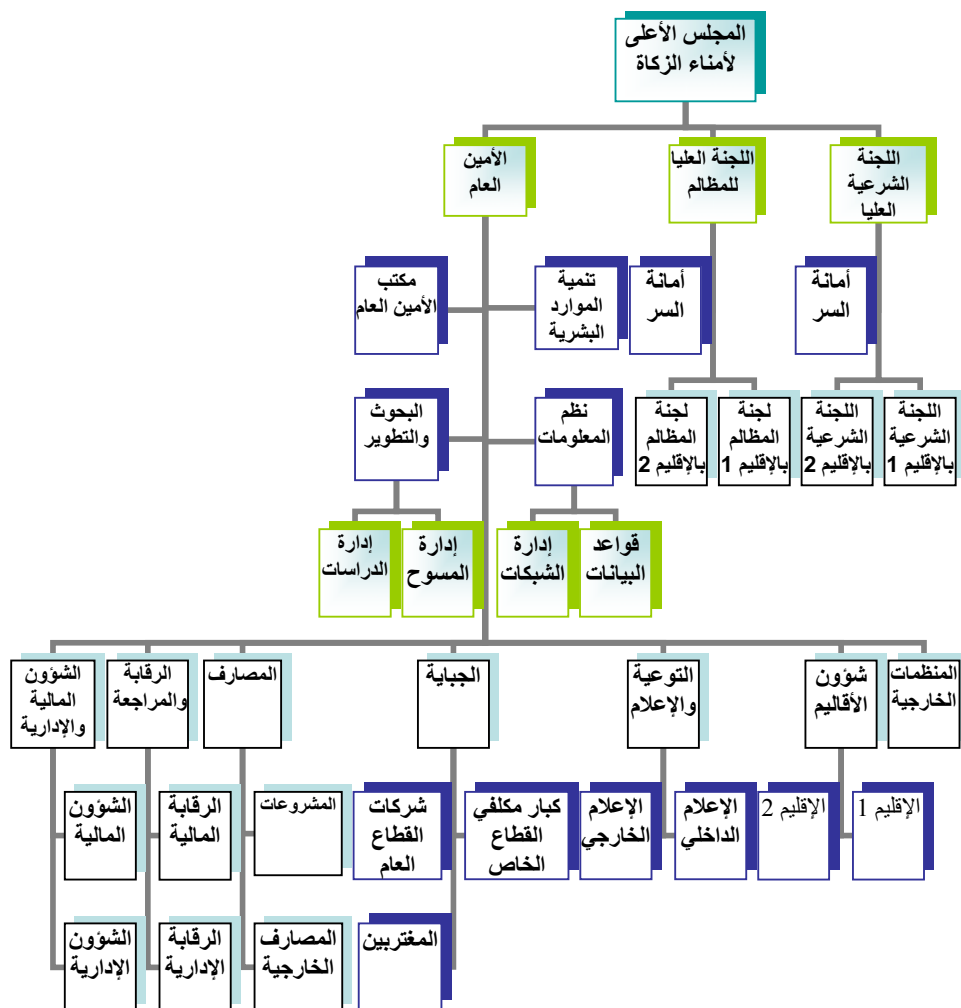 المجلس الأعلى
لأمناء الزكاة
اللجنة
الشرعية
العليا
اللجنة العليا
للمظالم
الأمين
العام
أمانة
السر
أمانة
السر
تنمية
الموارد
البشرية
مكتب
الأمين العام
اللجنة
الشرعية
بالإقليم 1
اللجنة
الشرعية
بالإقليم 2
لجنة
المظالم
بالإقليم 1
لجنة
المظالم
بالإقليم 2
نظم
المعلومات
البحوث
والتطوير
قواعد
البيانات
إدارة
الشبكات
إدارة
المسوح
إدارة
الدراسات
المنظمات
الخارجية
شؤون
الأقاليم
التوعية
والإعلام
الجباية
المصارف
الرقابة
والمراجعة
الشؤون
المالية
والإدارية
الإقليم 1
الإقليم 2
الإعلام
الداخلي
الإعلام
الخارجي
كبار مكلفي
القطاع
الخاص
شركات
القطاع
العام
المشروعات
الرقابة
المالية
الشؤون
المالية
المغتربين
المصارف
الخارجية
الرقابة
الإدارية
الشؤون
الإدارية